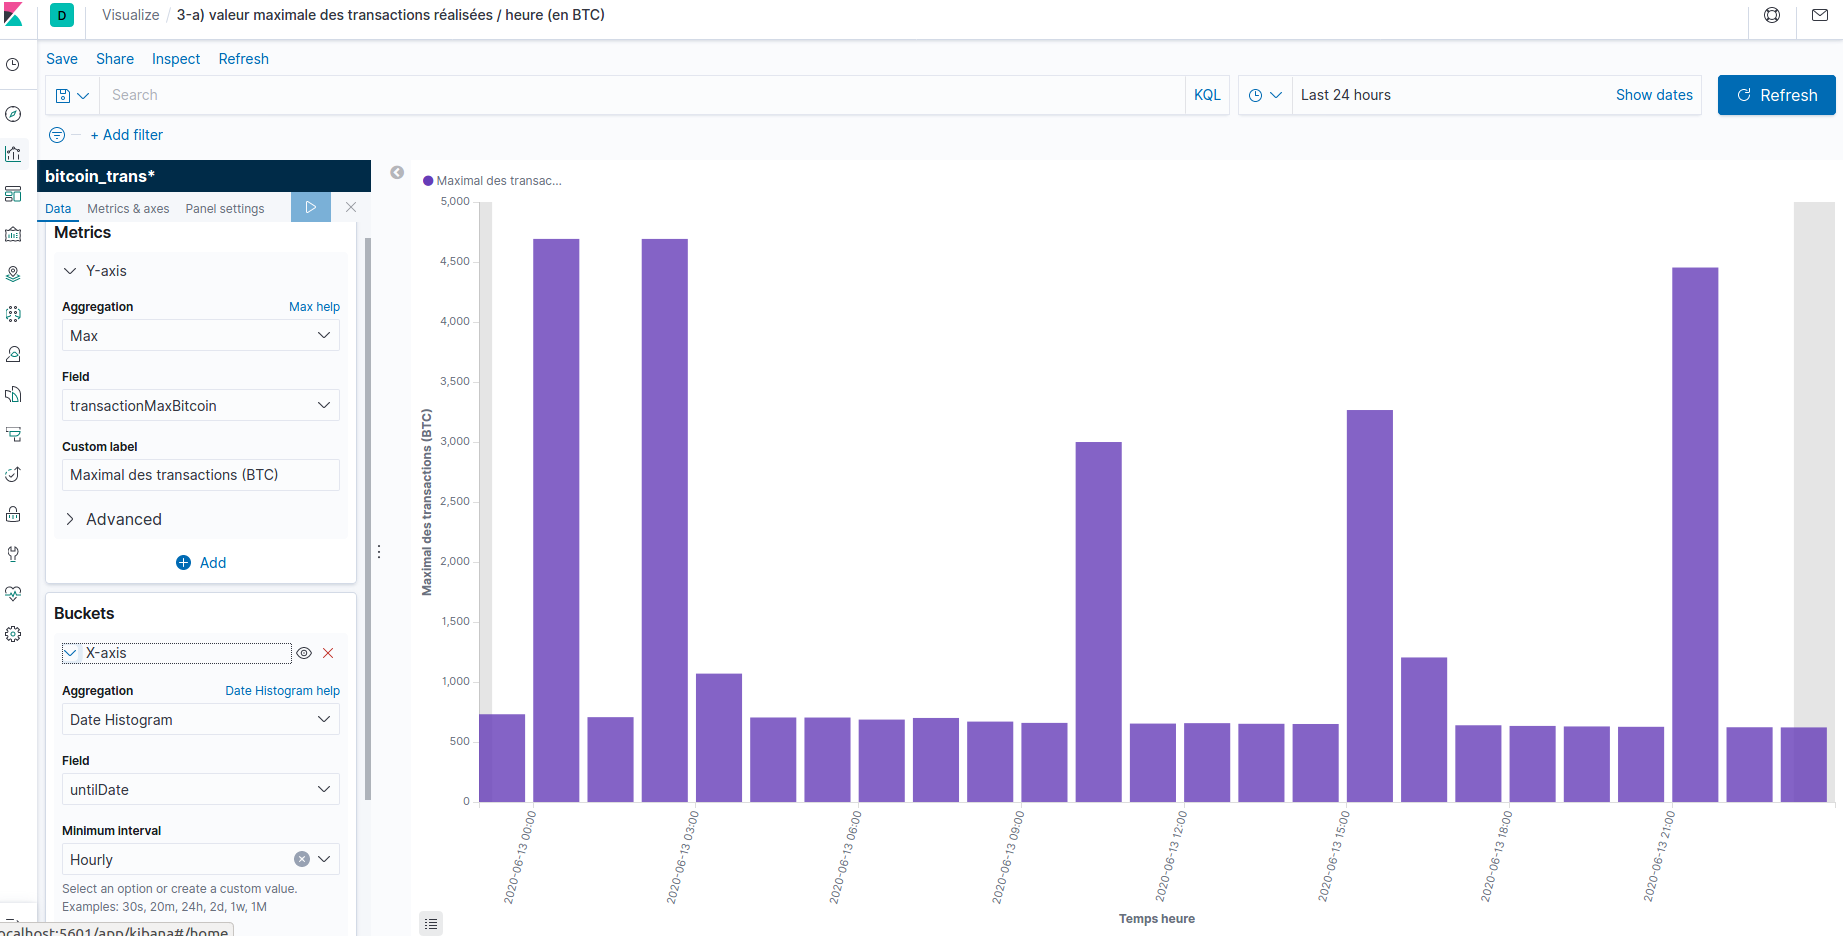 D
Visualize / 3-a) valeur maximale des transactions réalisées / heure (en BTC)
Save Share Inspect Refresh
Search KQL Last 24 hours Show dates Refresh
+ Add filter
bitcoin_trans*
Data Metrics & axes Panel settings
Metrics
Y-axis
Aggregation Max help
Max
Field
transactionMaxBitcoin
Custom label
Maximal des transactions (BTC)
Advanced
Add
Buckets
X-axis
Aggregation Date Histogram help
Date Histogram
Field
untilDate
Minimum interval
Hourly
Select an option or create a custom value.
Examples: 30s, 20m, 24h, 2d, 1w, 1M
ocalhost:5601/app/kibana#/home
Maximal des transac...
5,000
4,500
4,000
3,500
3,000
2,500
2,000
1,500
1,000
500
0
Maximal des transactions (BTC)
2020-06-13 00:00
2020-06-13 03:00
2020-06-13 06:00
2020-06-13 09:00
2020-06-13 12:00
2020-06-13 15:00
2020-06-13 18:00
2020-06-13 21:00
Temps heure